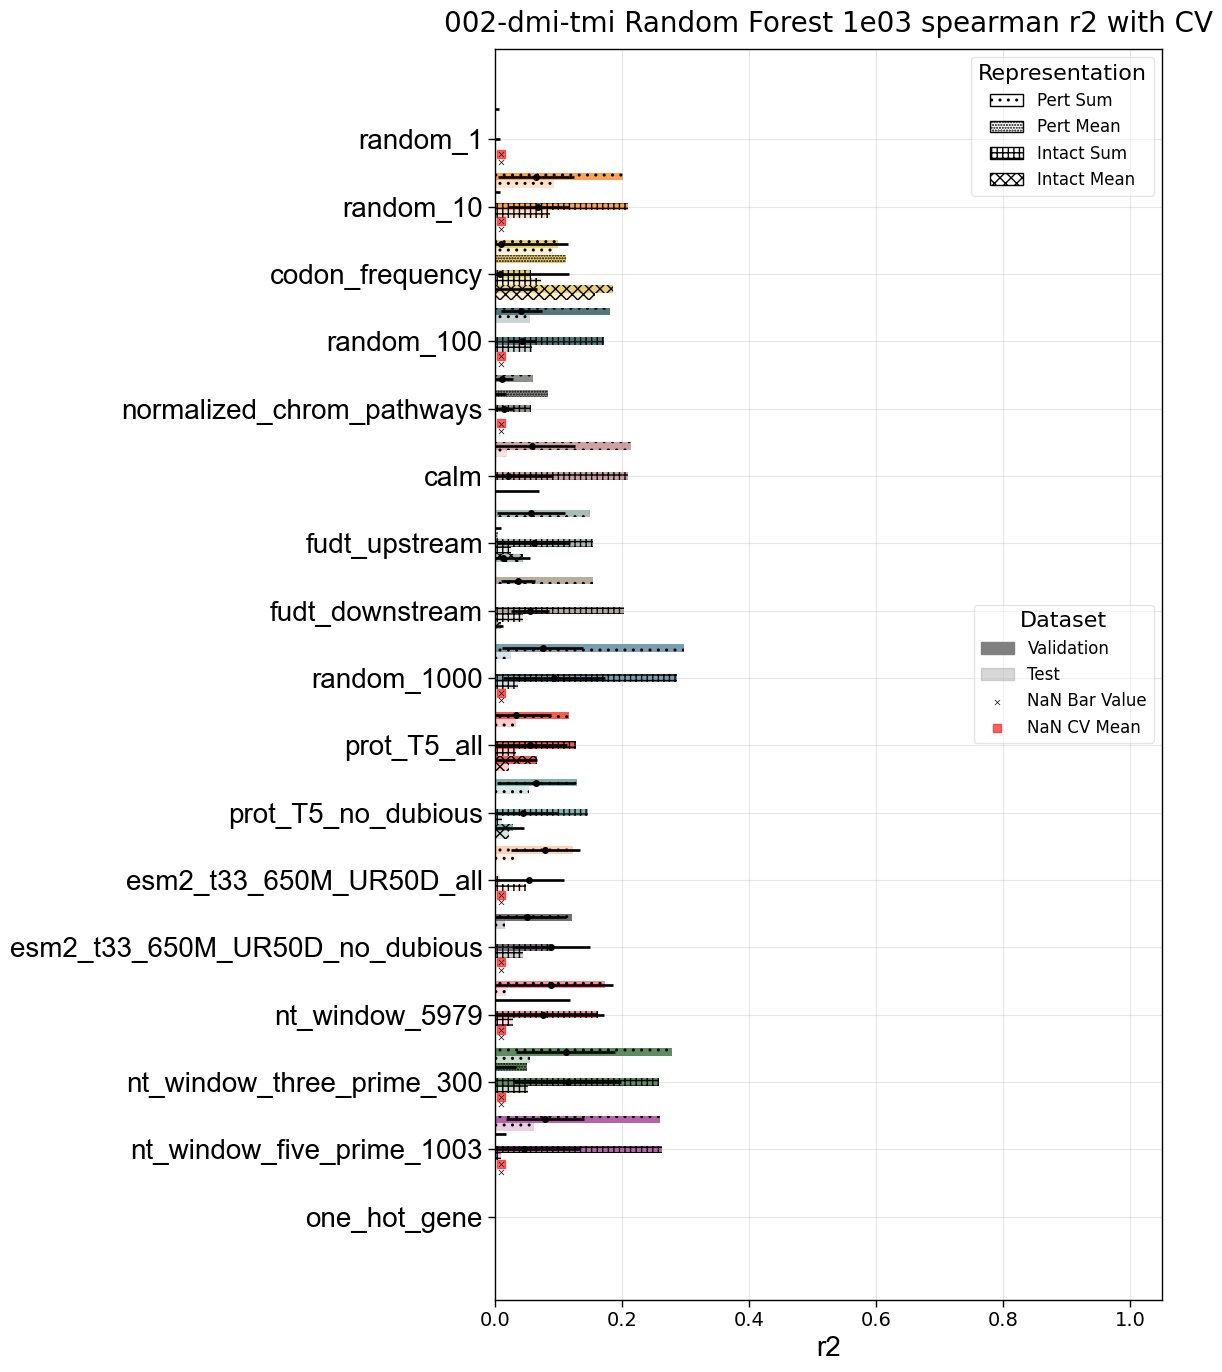 002-dmi-tmi Random Forest 1e03 spearman r2 with CV
Representation
Pert Sum
Pert Mean
Intact Sum
Intact Mean
random_1
random_10
codon_frequency
random_100
normalized_chrom_pathways
calm
fudt_upstream
fudt_downstream
random_1000
prot_T5_all
prot_T5_no_dubious
esm2_t33_650M_UR50D_all
esm2_t33_650M_UR50D_no_dubious
nt_window_5979
nt_window_three_prime_300
nt_window_five_prime_1003
one_hot_gene
Dataset
Validation
Test
NaN Bar Value
NaN CV Mean
0.0 0.2 0.4 0.6 0.8 1.0
r2